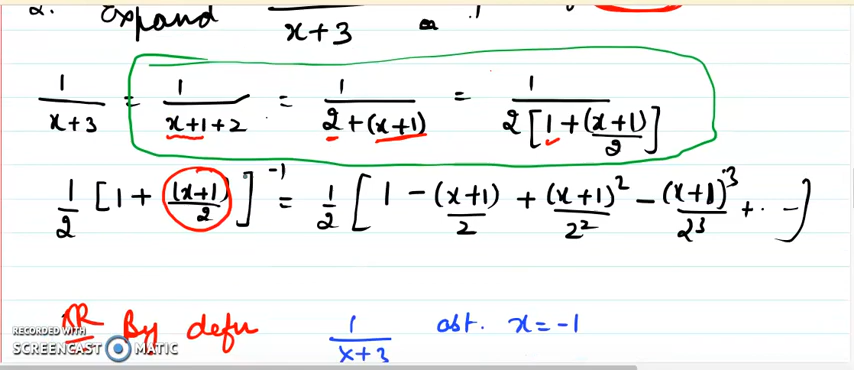 2. Expand x+3
1/(x+3) = 1/(x+1+2) = 1/(2+(x+1)) = 1/(2[1+(x+1)/2])
1/2 [1+(x+1)/2]^-1 = 1/2 [1-(x+1)/2+(x+1)^2/2^2-(x+1)^3/2^3+..-]
OR By defn 1/(x+3) abt. x=-1
RECORDED WITH
SCREENCAST MATIC